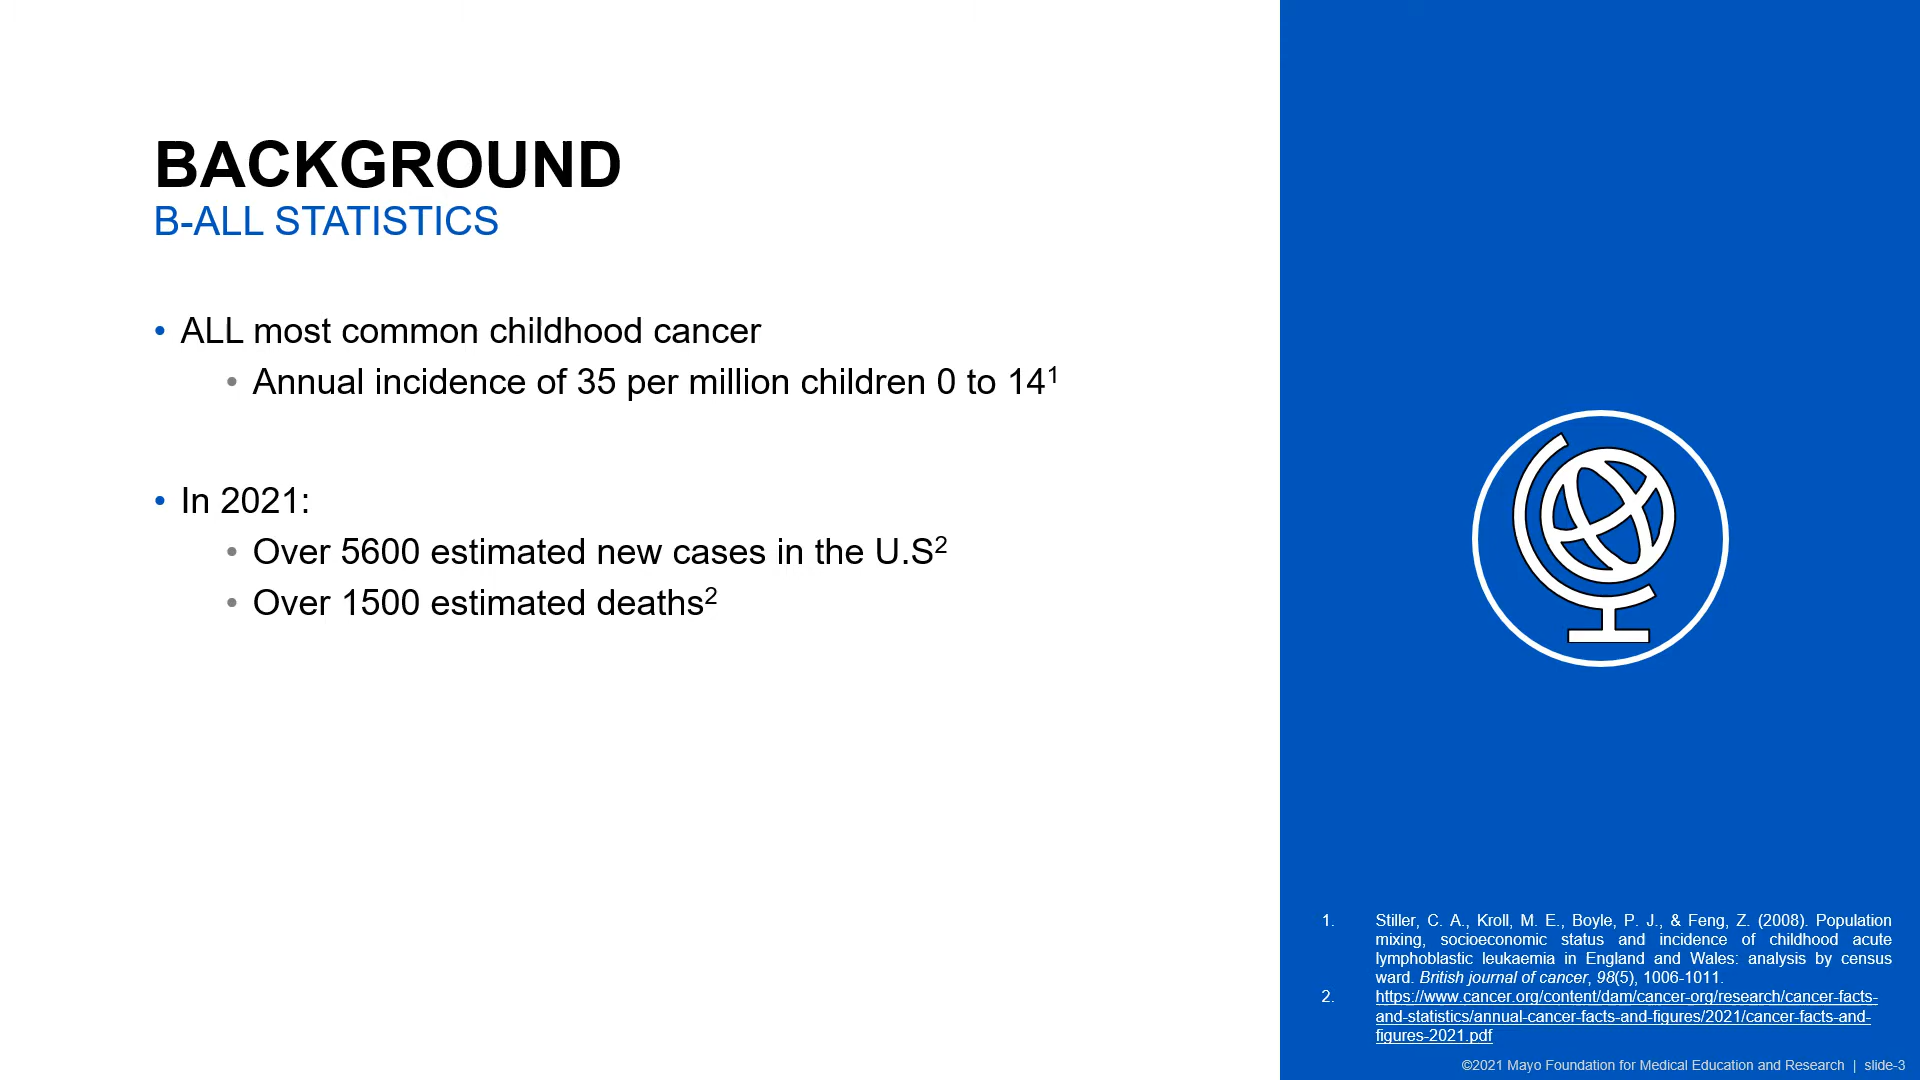 BACKGROUND
B-ALL STATISTICS
• ALL most common childhood cancer
• Annual incidence of 35 per million children 0 to 14¹
• In 2021:
• Over 5600 estimated new cases in the U.S²
• Over 1500 estimated deaths²
1. Stiller, C. A., Kroll, M. E., Boyle, P. J., & Feng, Z. (2008). Population
mixing, socioeconomic status and incidence of childhood acute
lymphoblastic leukaemia in England and Wales: analysis by census
ward. British journal of cancer, 98(5), 1006-1011.
2. https://www.cancer.org/content/dam/cancer-org/research/cancer-facts-
and-statistics/annual-cancer-facts-and-figures/2021/cancer-facts-and-
figures-2021.pdf
©2021 Mayo Foundation for Medical Education and Research | slide-3